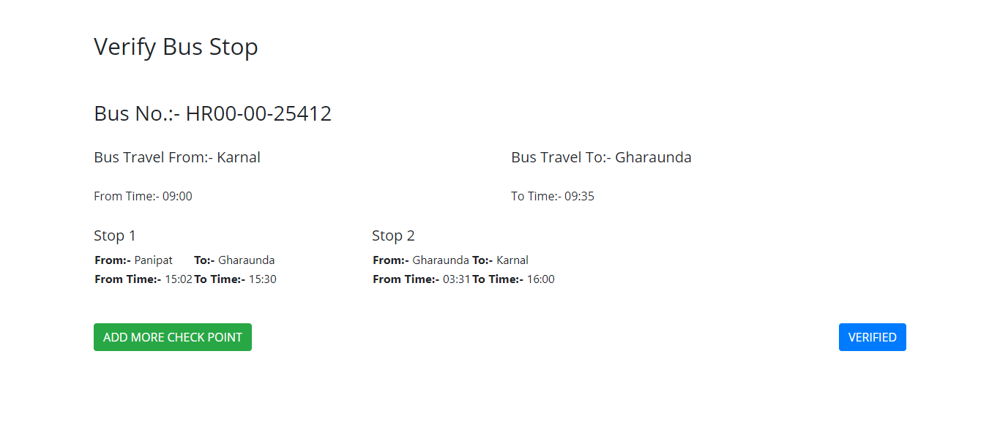 Verify Bus Stop
Bus No.:- HR00-00-25412
Bus Travel From:- Karnal
Bus Travel To:- Gharaunda
From Time:- 09:00
To Time:- 09:35
Stop 1
From:- Panipat To:- Gharaunda
From Time:- 15:02 To Time:- 15:30
Stop 2
From:- Gharaunda To:- Karnal
From Time:- 03:31 To Time:- 16:00
ADD MORE CHECK POINT
VERIFIED